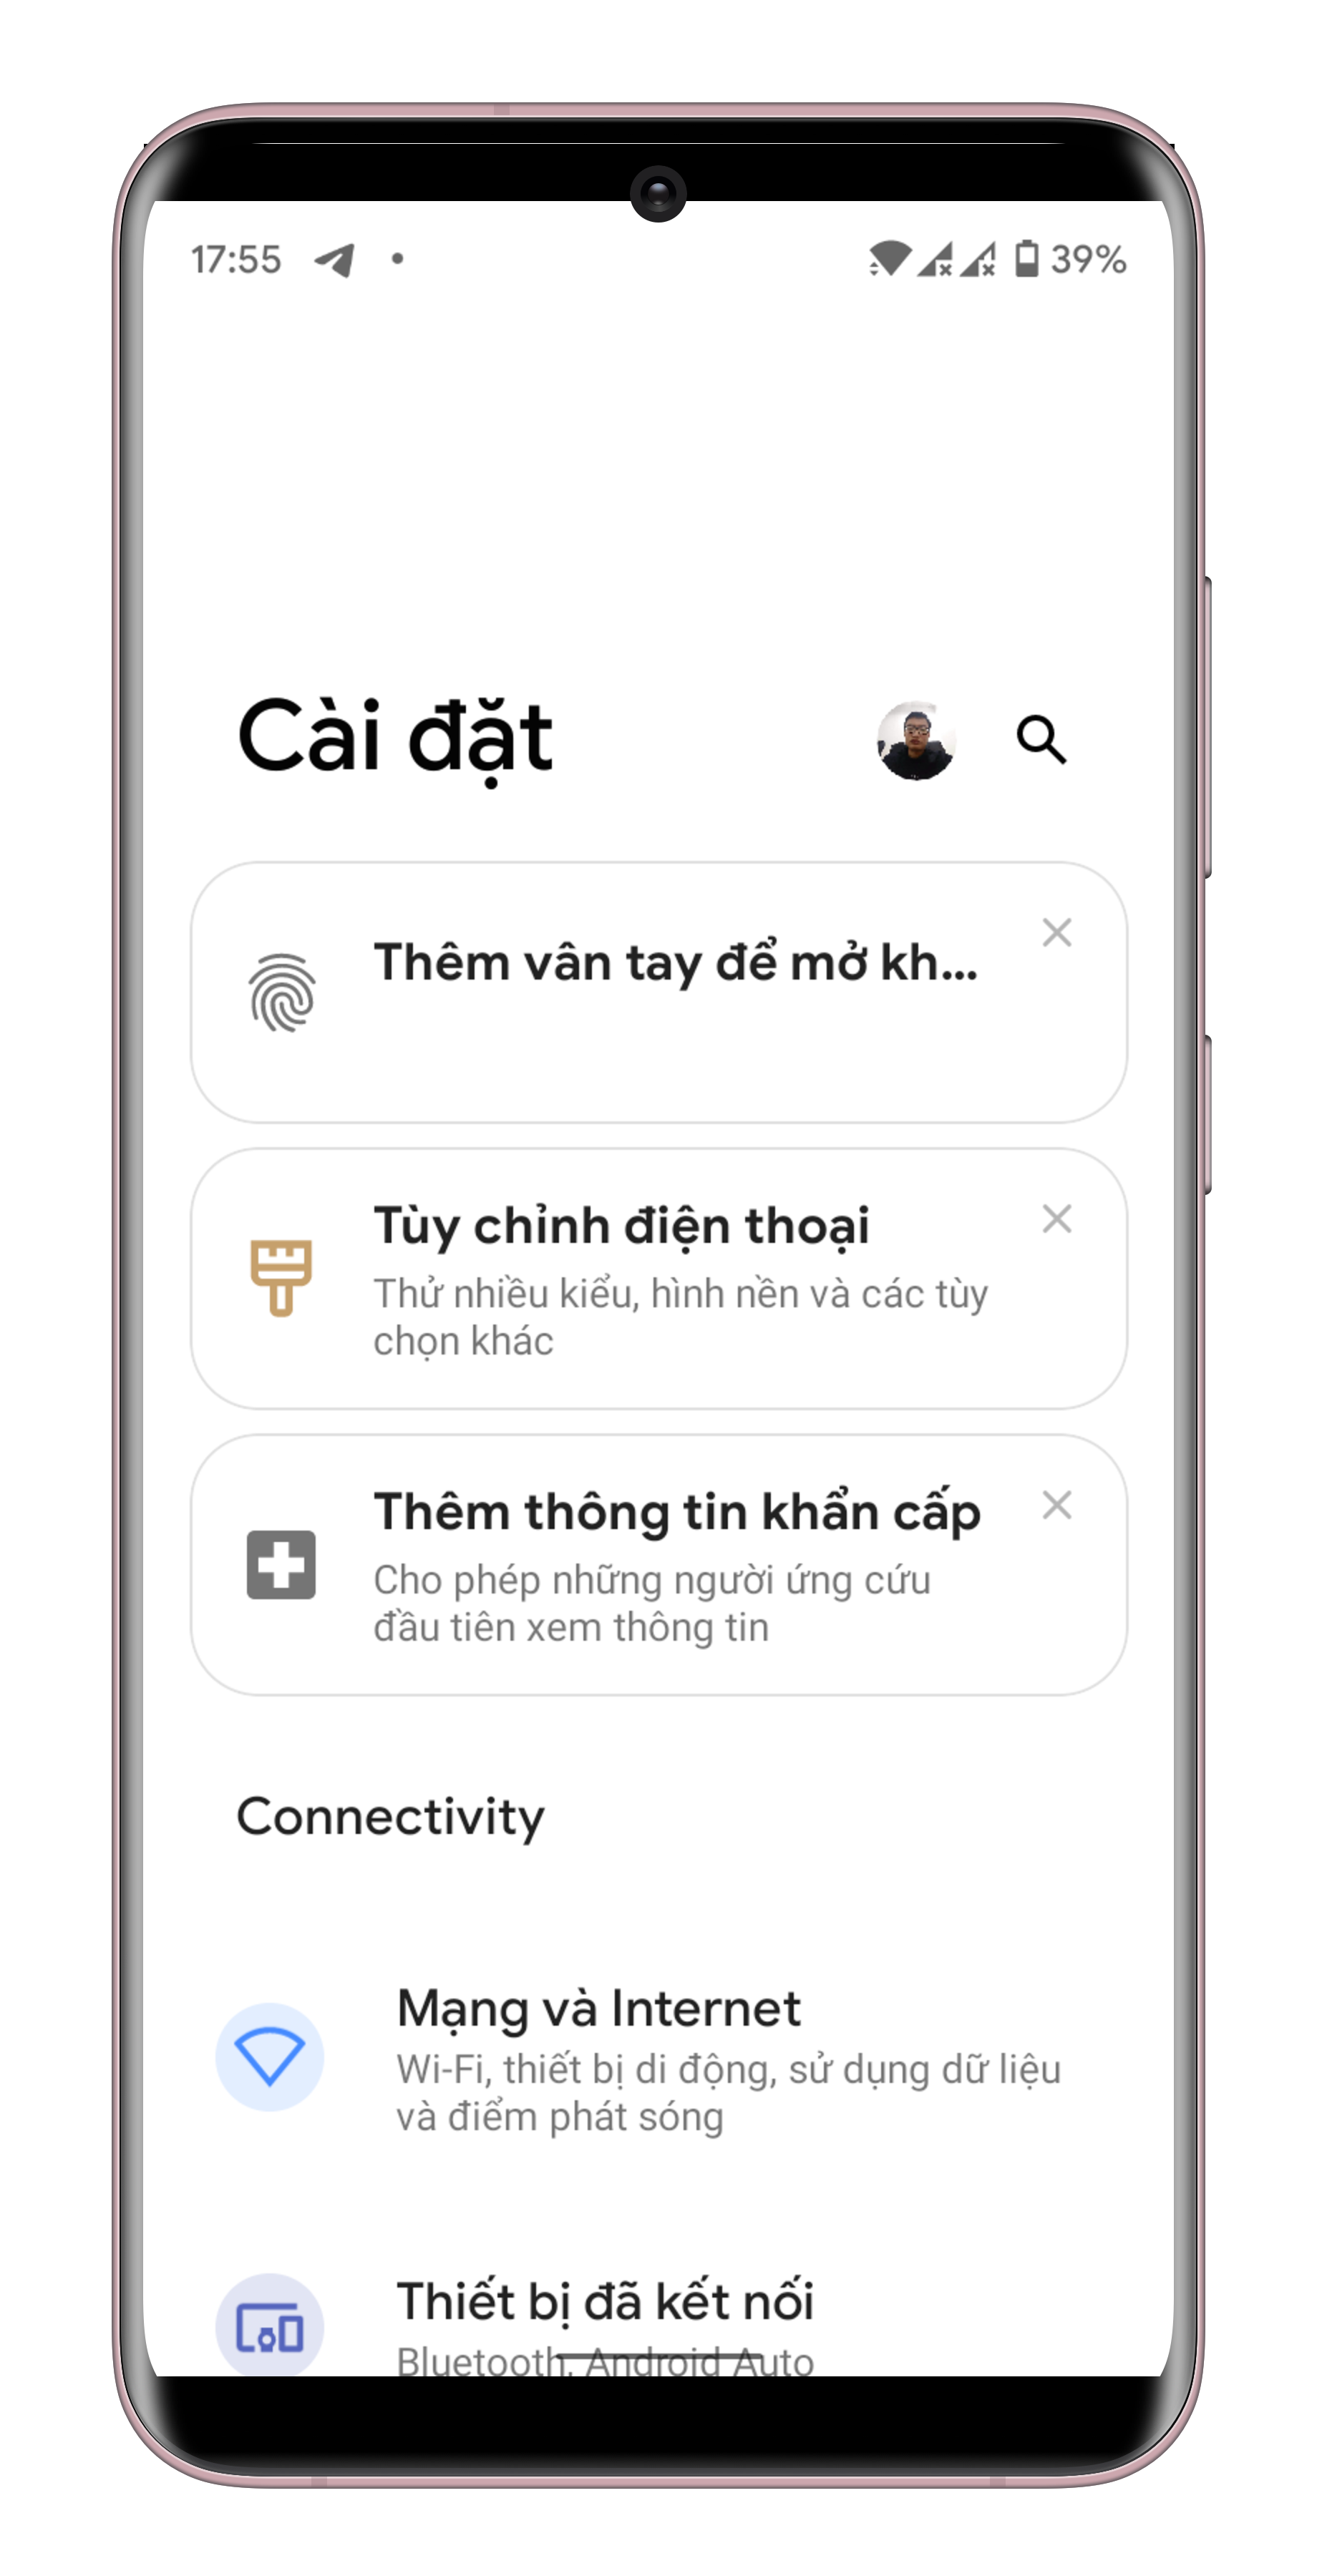 17:55
39%
Cài đặt
Thêm vân tay để mở kh...
Tùy chỉnh điện thoại
Thử nhiều kiểu, hình nền và các tùy
chọn khác
Thêm thông tin khẩn cấp
Cho phép những người ứng cứu
đầu tiên xem thông tin
Connectivity
Mạng và Internet
Wi-Fi, thiết bị di động, sử dụng dữ liệu
và điểm phát sóng
Thiết bị đã kết nối
Bluetooth, Android Auto